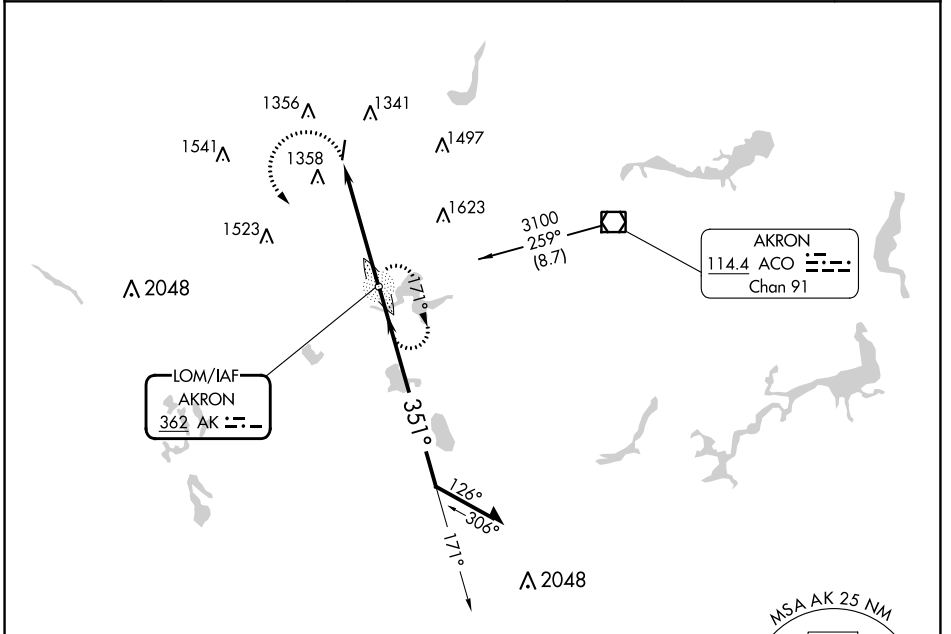 1356
1341
1541
1358
1497
1623
1523
3100
259°
(8.7)
AKRON
114.4 ACO
Chan 91
2048
171°
LOM/IAF
AKRON
362 AK
351°
126°
306°
171°
2048
MSA AK 25 NM